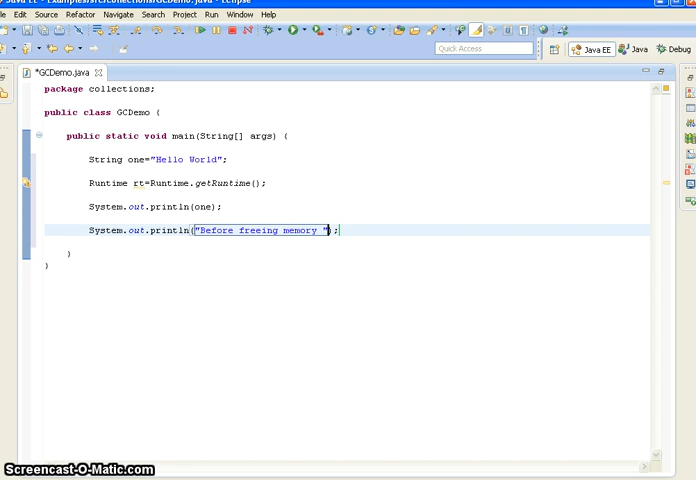 Java EE - Examples/src/collections/GCDemo.java - Eclipse
Edit Source Refactor Navigate Search Project Run Window Help
Quick Access Java EE Java Debug
*GCDemo.java
package collections;
public class GCDemo {
public static void main(String[] args) {
String one="Hello World";
Runtime rt=Runtime.getRuntime();
System.out.println(one);
System.out.println("Before freeing memory ");
}
}
Screencast-O-Matic.com